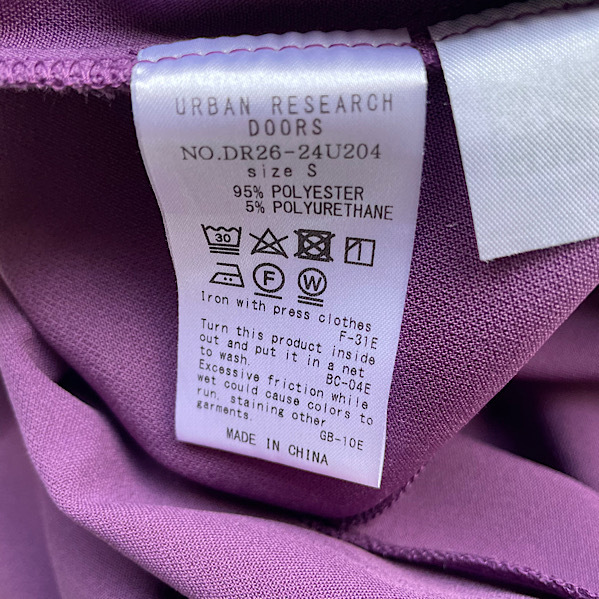 URBAN RESEARCH
DOORS
NO.DR26-24U204
size S
95% POLYESTER
5% POLYURETHANE
30
F W
Iron with press clothes
F-31E
Turn this product inside
out and put it in a net
to wash.
BC-04E
Excessive friction while
wet could cause colors to
run, staining other
garments.
GB-10E
MADE IN CHINA